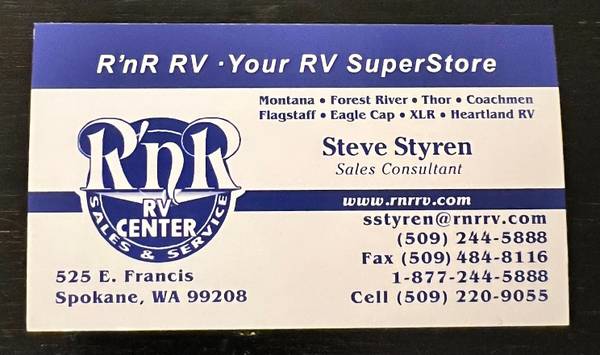 R'nR RV · Your RV SuperStore
Montana • Forest River • Thor • Coachmen
Flagstaff • Eagle Cap • XLR • Heartland RV
Steve Styren
Sales Consultant
R'nR
RV
CENTER
SALES & SERVICE
www.rnrrv.com
sstyren@rnrrv.com
(509) 244-5888
Fax (509) 484-8116
1-877-244-5888
Cell (509) 220-9055
525 E. Francis
Spokane, WA 99208